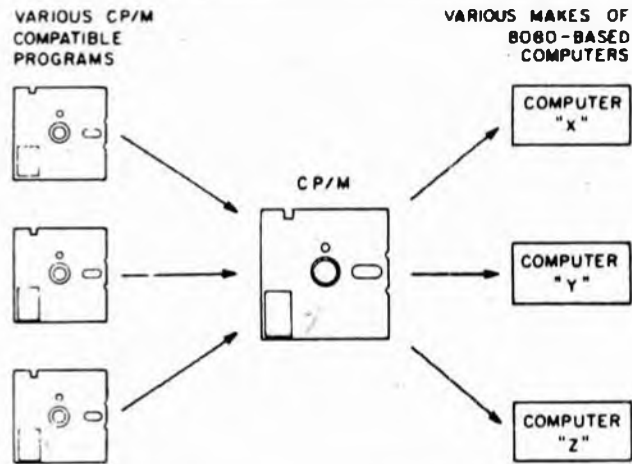 VARIOUS CP/M
COMPATIBLE
PROGRAMS
VARIOUS MAKES OF
8080-BASED
COMPUTERS
CP/M
COMPUTER
"X"
COMPUTER
"Y"
COMPUTER
"Z"